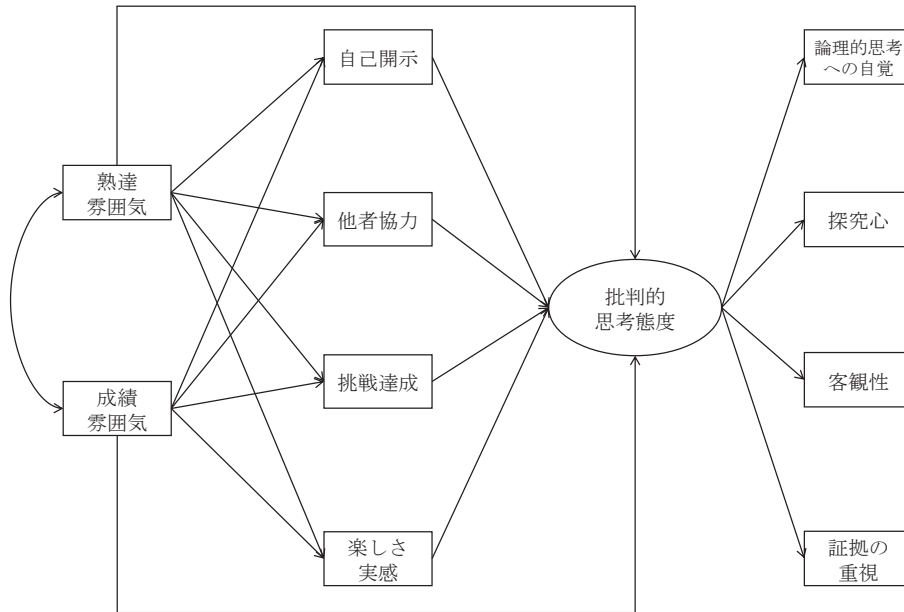 自己開示
論理的思考
への自覚
熟達
雰囲気
他者協力
探究心
批判的
思考態度
成績
雰囲気
挑戦達成
客観性
楽しさ
実感
証拠の
重視